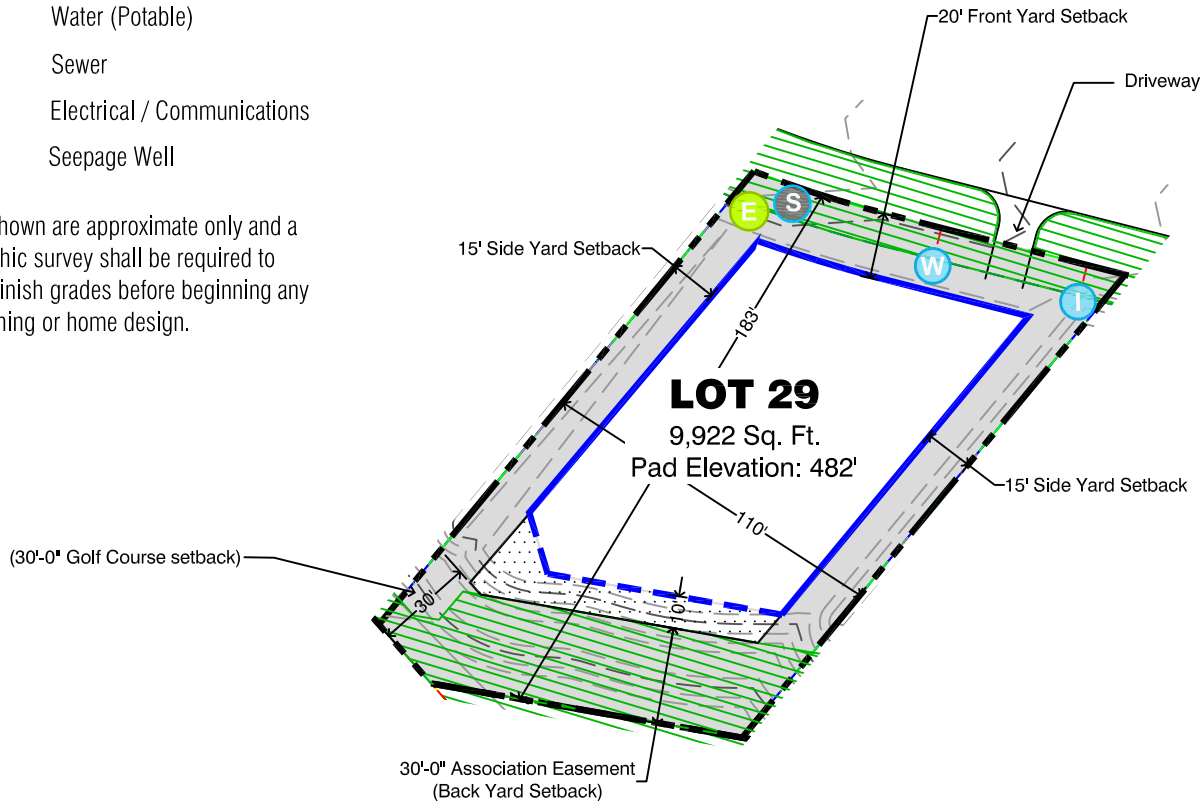 Water (Potable)
Sewer
Electrical / Communications
Seepage Well
hown are approximate only and a
hic survey shall be required to
inish grades before beginning any
ning or home design.
20' Front Yard Setback
Driveway
E
S
W
I
15' Side Yard Setback
183'
LOT 29
9,922 Sq. Ft.
Pad Elevation: 482'
110'
15' Side Yard Setback
(30'-0" Golf Course setback)
30'
10'
30'-0" Association Easement
(Back Yard Setback)